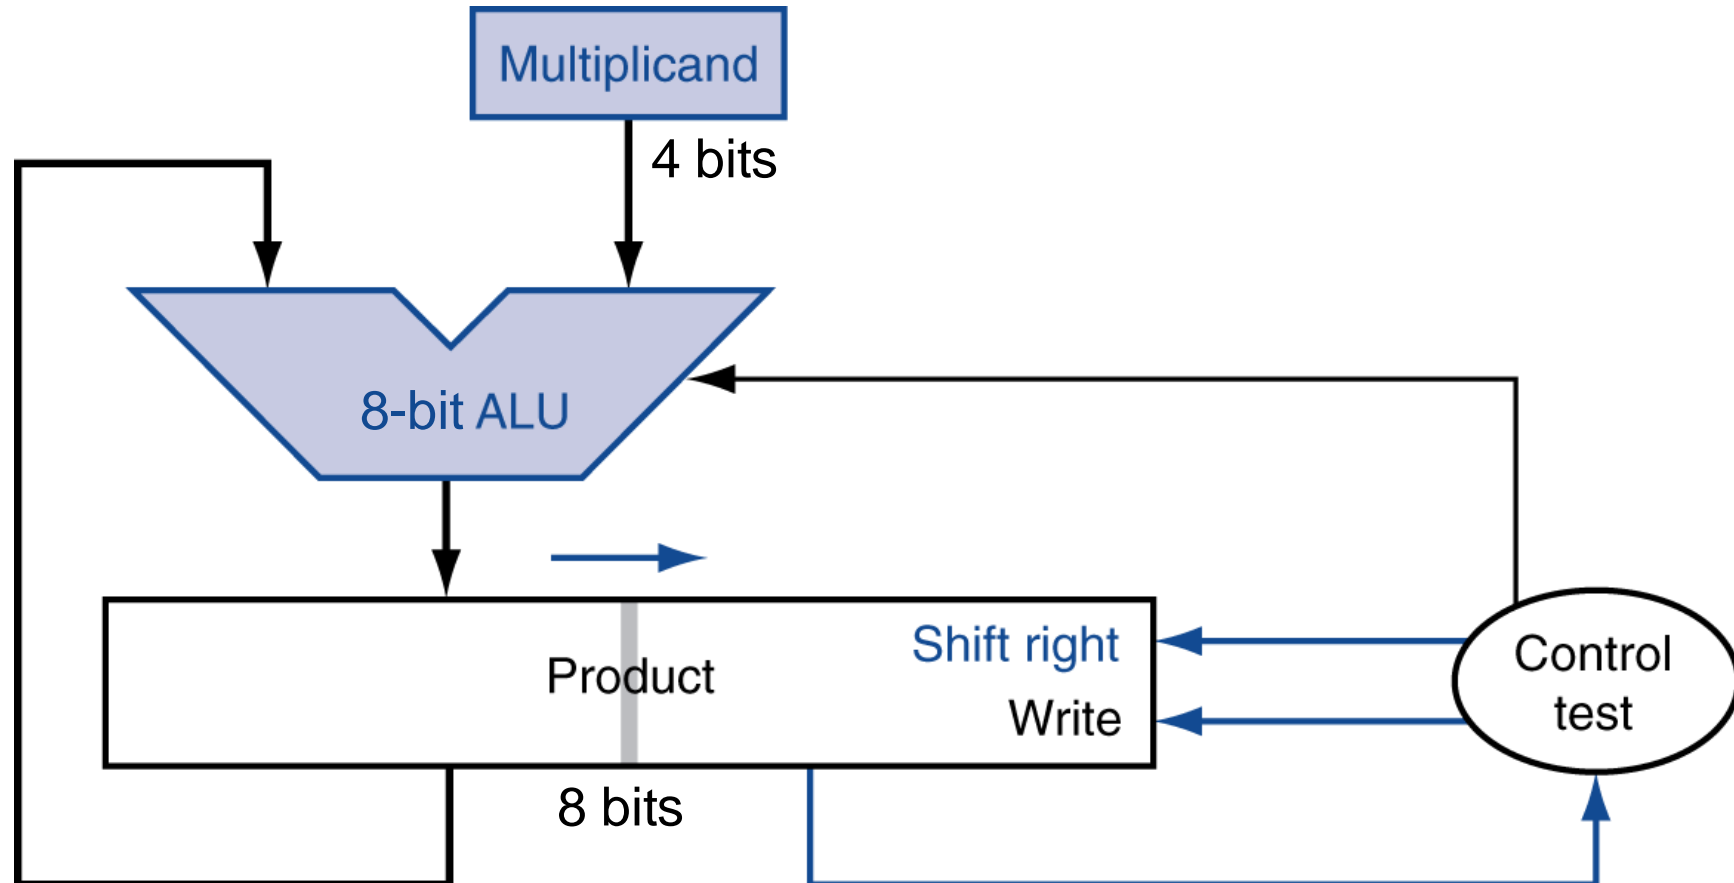 Multiplicand
4 bits
8-bit ALU
Shift right
Product
Write
Control
test
8 bits